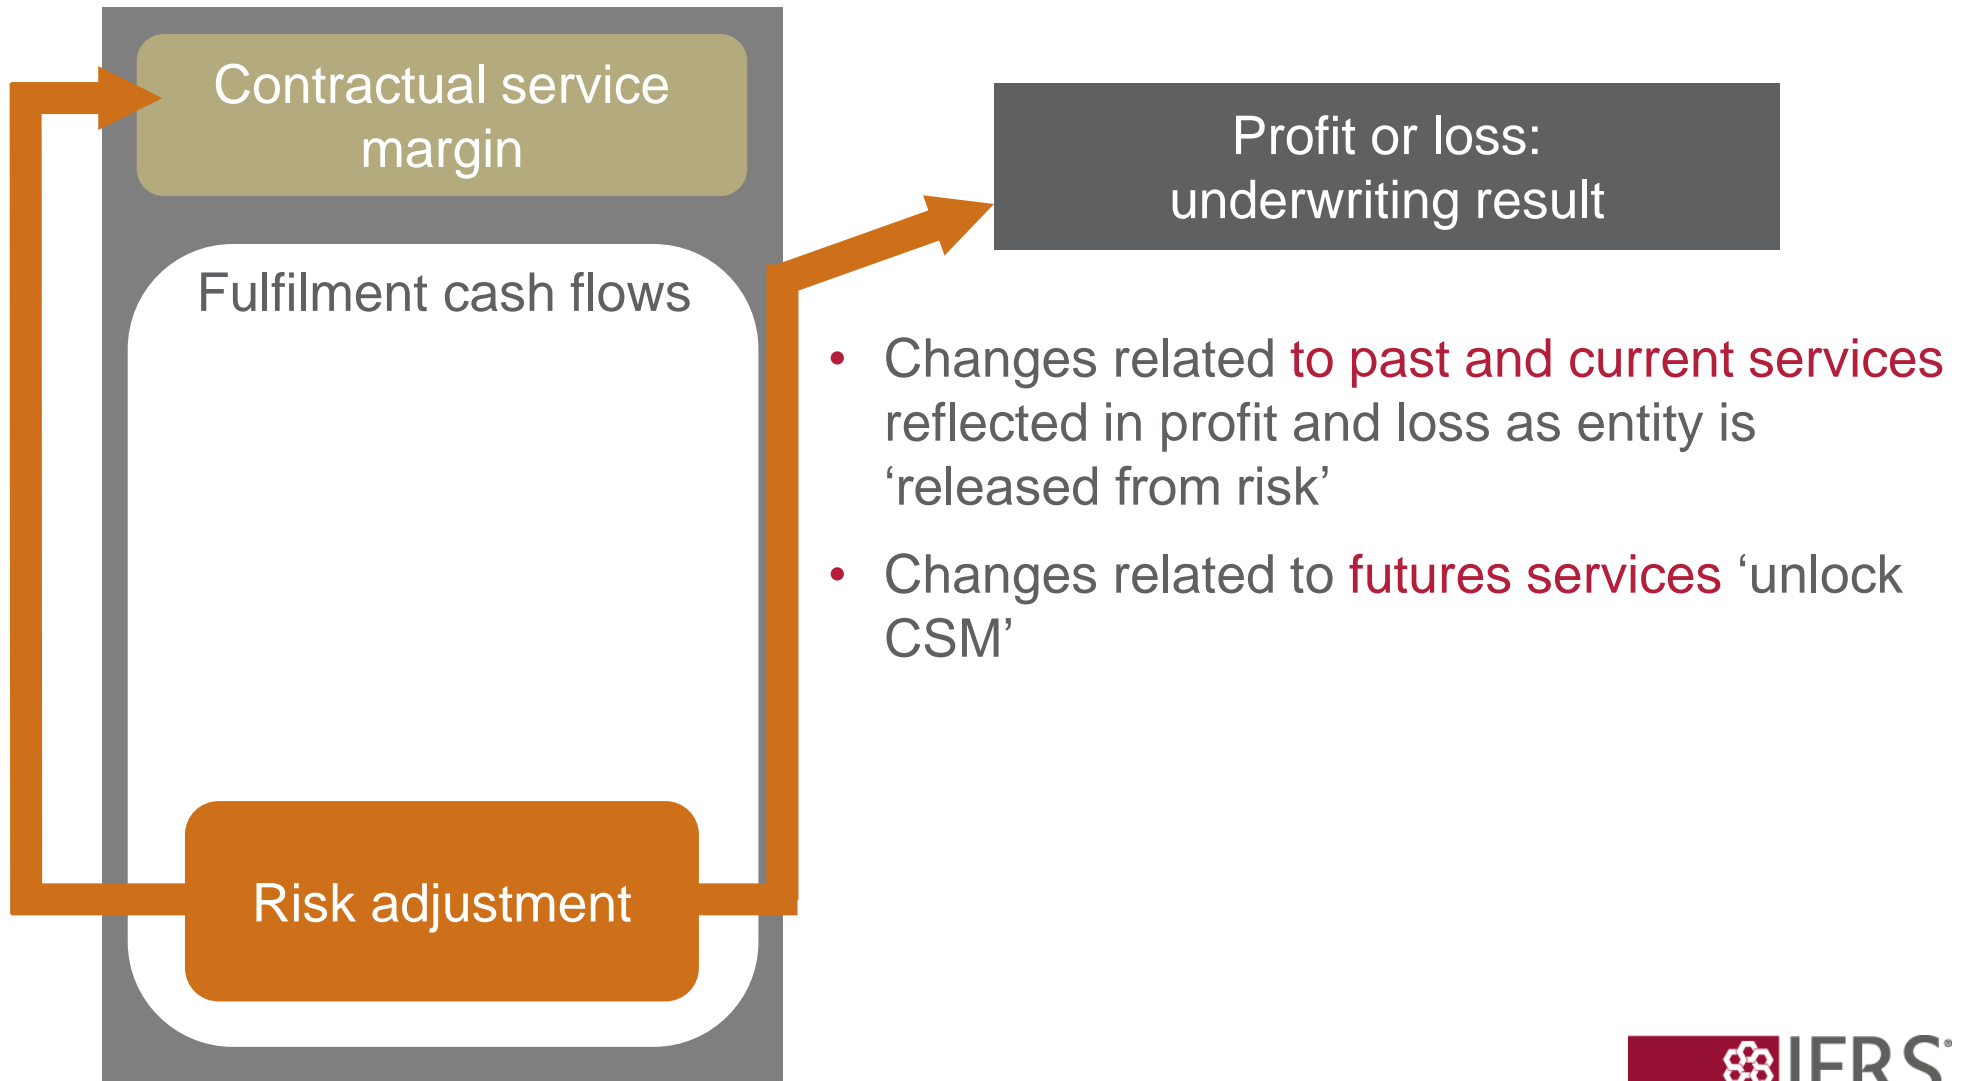 Contractual service
margin
Fulfilment cash flows
Risk adjustment
Profit or loss:
underwriting result
• Changes related to past and current services
reflected in profit and loss as entity is
‘released from risk’
• Changes related to futures services ‘unlock
CSM’
IFRS®